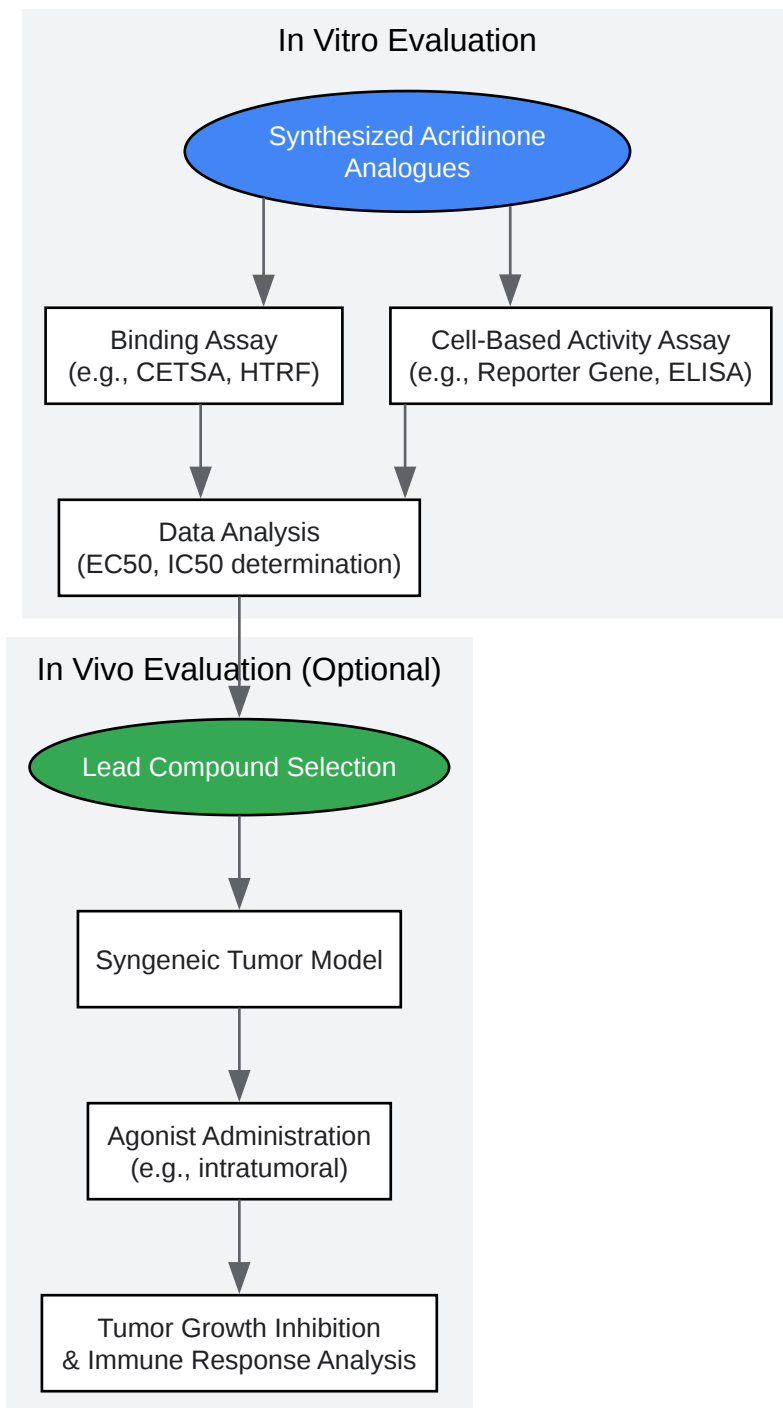 In Vitro Evaluation
Synthesized Acridinone
Analogues
Binding Assay
(e.g., CETSA, HTRF)
Cell-Based Activity Assay
(e.g., Reporter Gene, ELISA)
Data Analysis
(EC50, IC50 determination)
In Vivo Evaluation (Optional)
Lead Compound Selection
Syngeneic Tumor Model
Agonist Administration
(e.g., intratumoral)
Tumor Growth Inhibition
& Immune Response Analysis